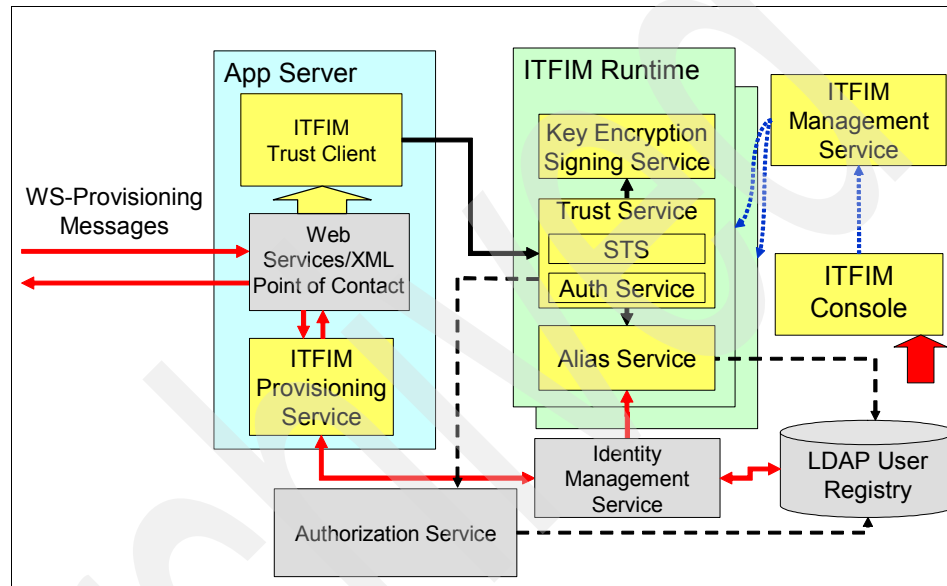 App Server
ITFIM
Trust Client
WS-Provisioning
Messages
Web
Services/XML
Point of Contact
ITFIM
Provisioning
Service
ITFIM Runtime
Key Encryption
Signing Service
Trust Service
STS
Auth Service
Alias Service
ITFIM
Management
Service
ITFIM
Console
Identity
Management
Service
LDAP User
Registry
Authorization Service